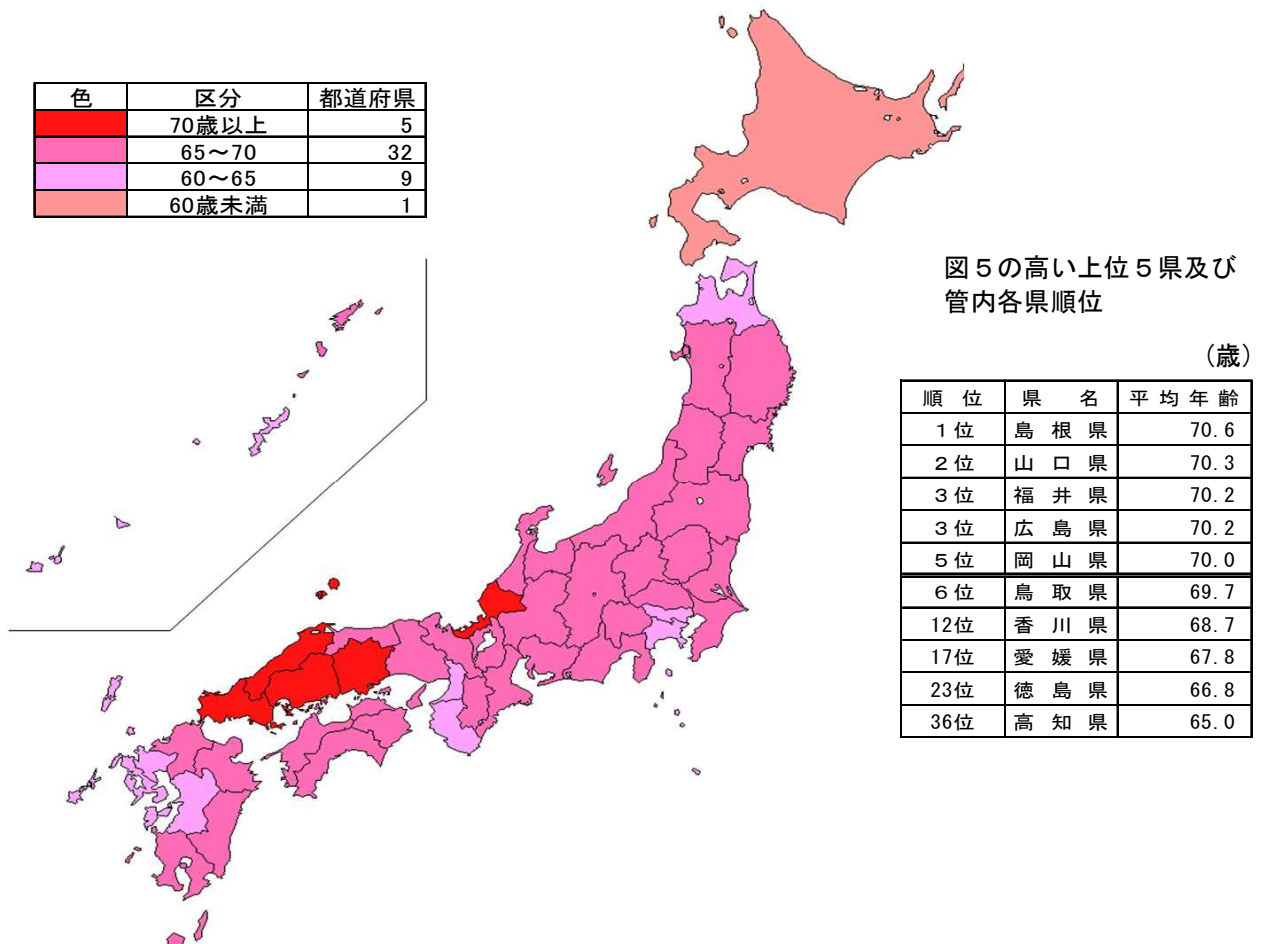 色 区分 都道府県
70歳以上 5
65～70 32
60～65 9
60歳未満 1
図５の高い上位５県及び
管内各県順位
（歳）
順位 県名 平均年齢
1位 島根県 70.6
2位 山口県 70.3
3位 福井県 70.2
3位 広島県 70.2
5位 岡山県 70.0
6位 鳥取県 69.7
12位 香川県 68.7
17位 愛媛県 67.8
23位 徳島県 66.8
36位 高知県 65.0